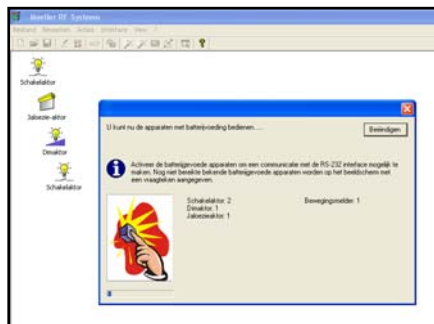 Moeller RF-Systeem
Bestand Bewerken Acties Interface View ?
Schakelaktor
Jaloezie-aktor
Dimaktor
Schakelaktor
U kunt nu de apparaten met batterijvoeding bedienen.....
Beëindigen
Activeer de batterijgevoede apparaten om een communicatie met de RS-232 interface mogelijk te
maken. Nog niet bereikte bekende batterijgevoede apparaten worden op het beeldscherm met
een vraagteken aangegeven.
Schakelaktor: 2
Dimaktor: 1
Jaloezieaktor: 1
Bewegingsmelder: 1